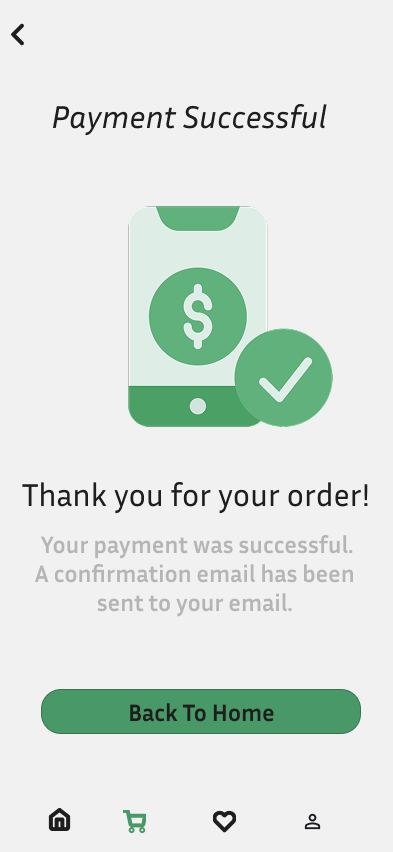 Payment Successful
$
Thank you for your order!
Your payment was successful.
A confirmation email has been
sent to your email.
Back To Home